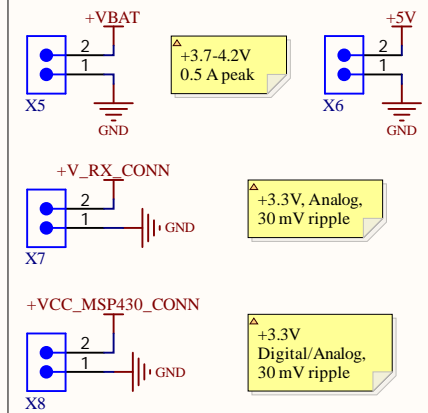 +VBAT
2
1
GND
X5
+3.7-4.2V
0.5 A peak
+5V
2
1
GND
X6
+V_RX_CONN
2
1
GND
X7
+3.3V, Analog,
30 mV ripple
+VCC_MSP430_CONN
2
1
GND
X8
+3.3V
Digital/Analog,
30 mV ripple